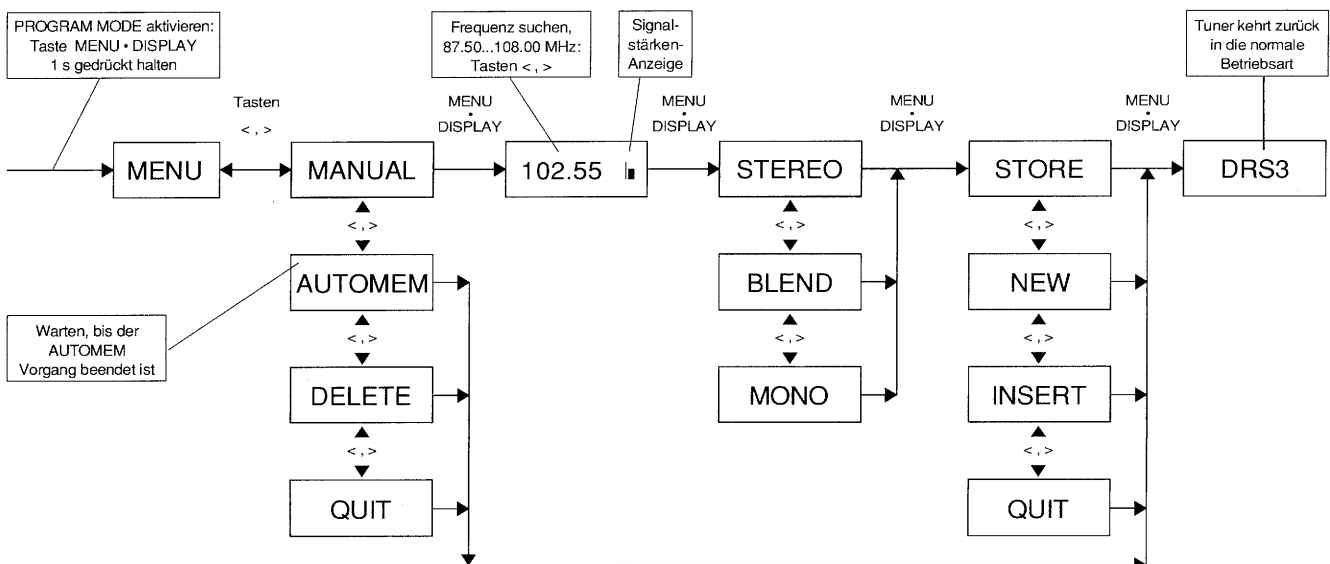 PROGRAM MODE aktivieren:
Taste MENU • DISPLAY
1 s gedrückt halten
Frequenz suchen,
87.50...108.00 MHz:
Tasten < , >
Signal-
stärken-
Anzeige
Tuner kehrt zurück
in die normale
Betriebsart
Tasten
< , >
MENU
•
DISPLAY
MENU
•
DISPLAY
MENU
•
DISPLAY
MENU
•
DISPLAY
MENU
MANUAL
102.55
STEREO
STORE
DRS3
< , >
< , >
< , >
AUTOMEM
BLEND
NEW
Warten, bis der
AUTOMEM
Vorgang beendet ist
< , >
< , >
< , >
DELETE
MONO
INSERT
< , >
< , >
QUIT
QUIT